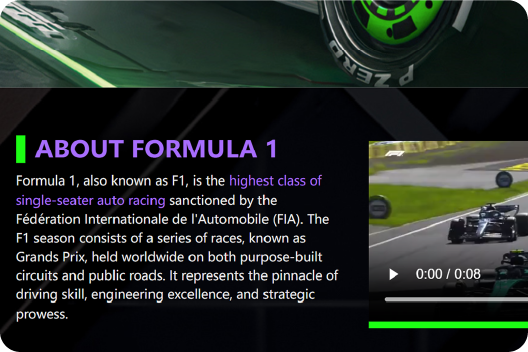 P ZERO
ABOUT FORMULA 1
Formula 1, also known as F1, is the highest class of
single-seater auto racing sanctioned by the
Fédération Internationale de l'Automobile (FIA). The
F1 season consists of a series of races, known as
Grands Prix, held worldwide on both purpose-built
circuits and public roads. It represents the pinnacle of
driving skill, engineering excellence, and strategic
prowess.
0:00 / 0:08